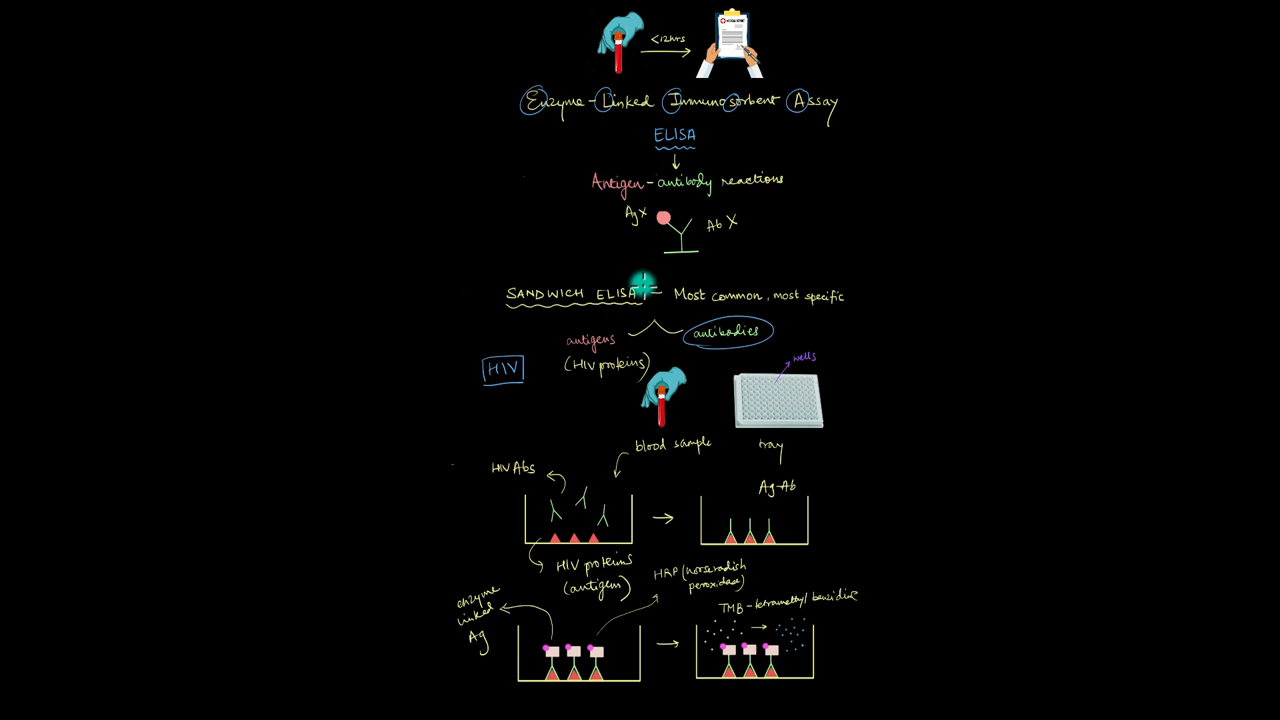 <12hrs
Enzyme-Linked Immunosorbent Assay
ELISA
Antigen-antibody reactions
AgX
Ab X
SANDWICH ELISA - Most common, most specific
antigens
antibodies
(HIV proteins)
HIV
wells
blood sample
tray
HIV Abs
Ag-Ab
HIV proteins
(antigen)
HRP (horseradish
peroxidase)
enzyme
linked
Ag
TMB-tetramethyl benzidine